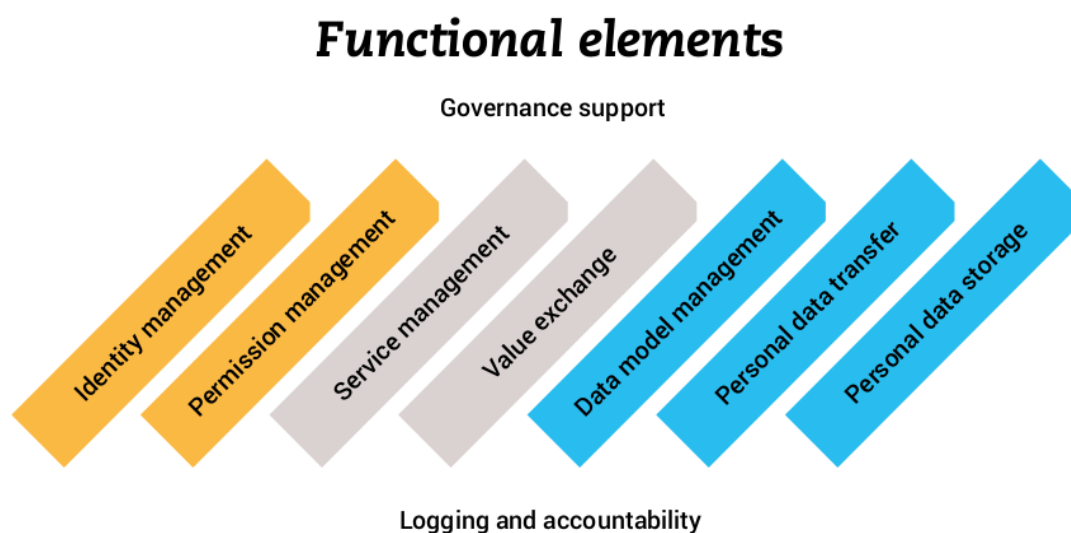 Functional elements
Governance support
Identity management
Permission management
Service management
Value exchange
Data model management
Personal data transfer
Personal data storage
Logging and accountability